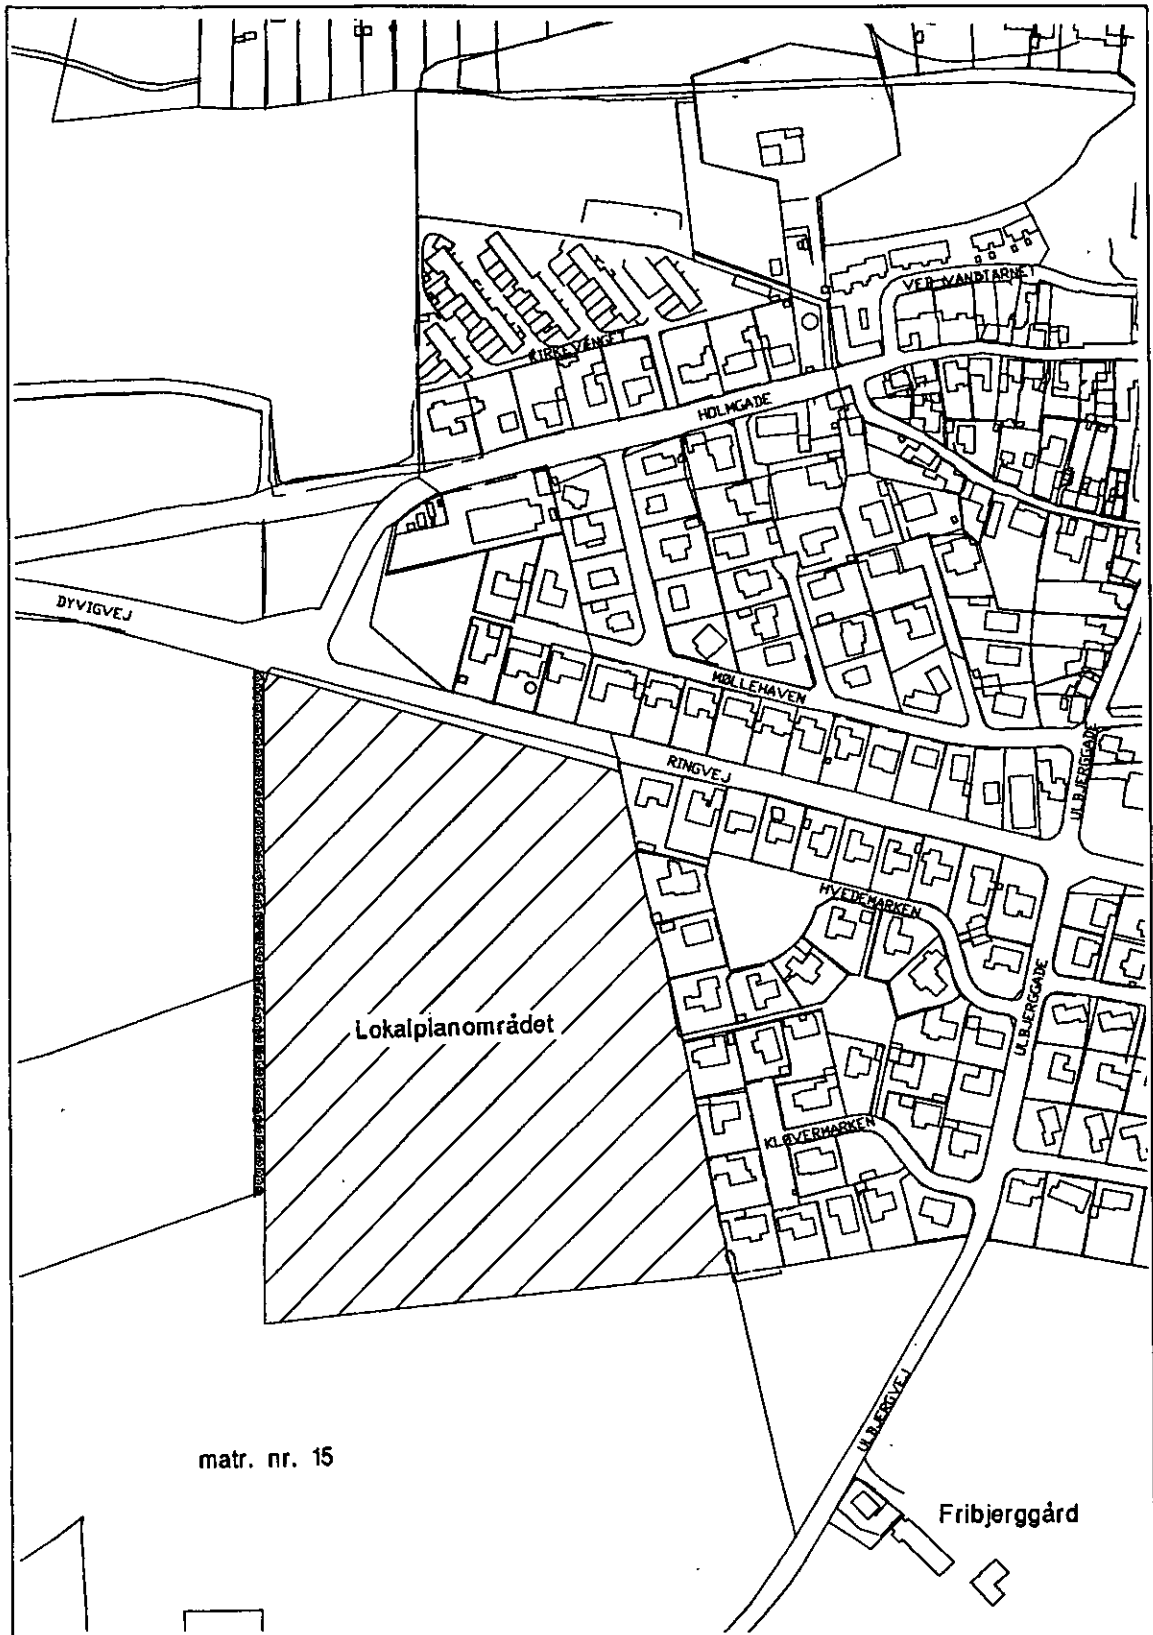 VED VANDTÅRNET
KIRKEVÆNGET
HOLMGADE
DYVIGVEJ
MØLLEHAVEN
ULBJERGGADE
RINGVEJ
HVEDEMARKEN
ULBJERGGADE
Lokalplanområdet
KLØVERMARKEN
ULBJERGVEJ
matr. nr. 15
Fribjerggård